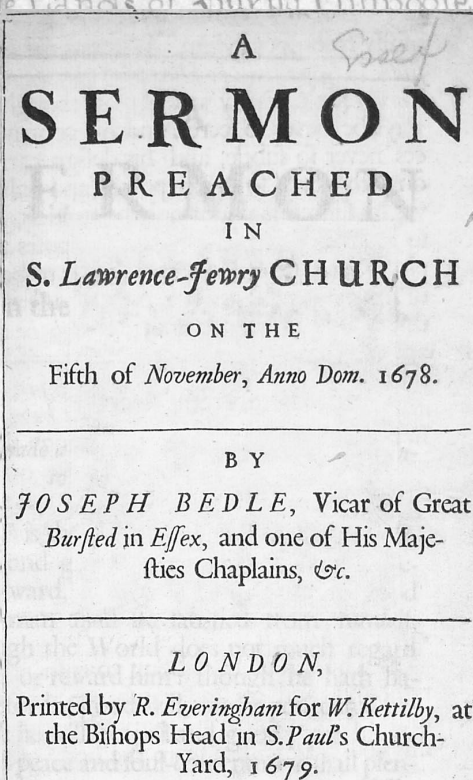 Essex
A
SERMON
PREACHED
IN
S. Lawrence-Jewry CHURCH
ON THE
Fifth of November, Anno Dom. 1678.
BY
JOSEPH BEDLE, Vicar of Great
Burſted in Eſſex, and one of His Maje-
ſties Chaplains, &c.
LONDON,
Printed by R. Everingham for W. Kettilby, at
the Biſhops Head in S. Paul's Church-
Yard, 1679.